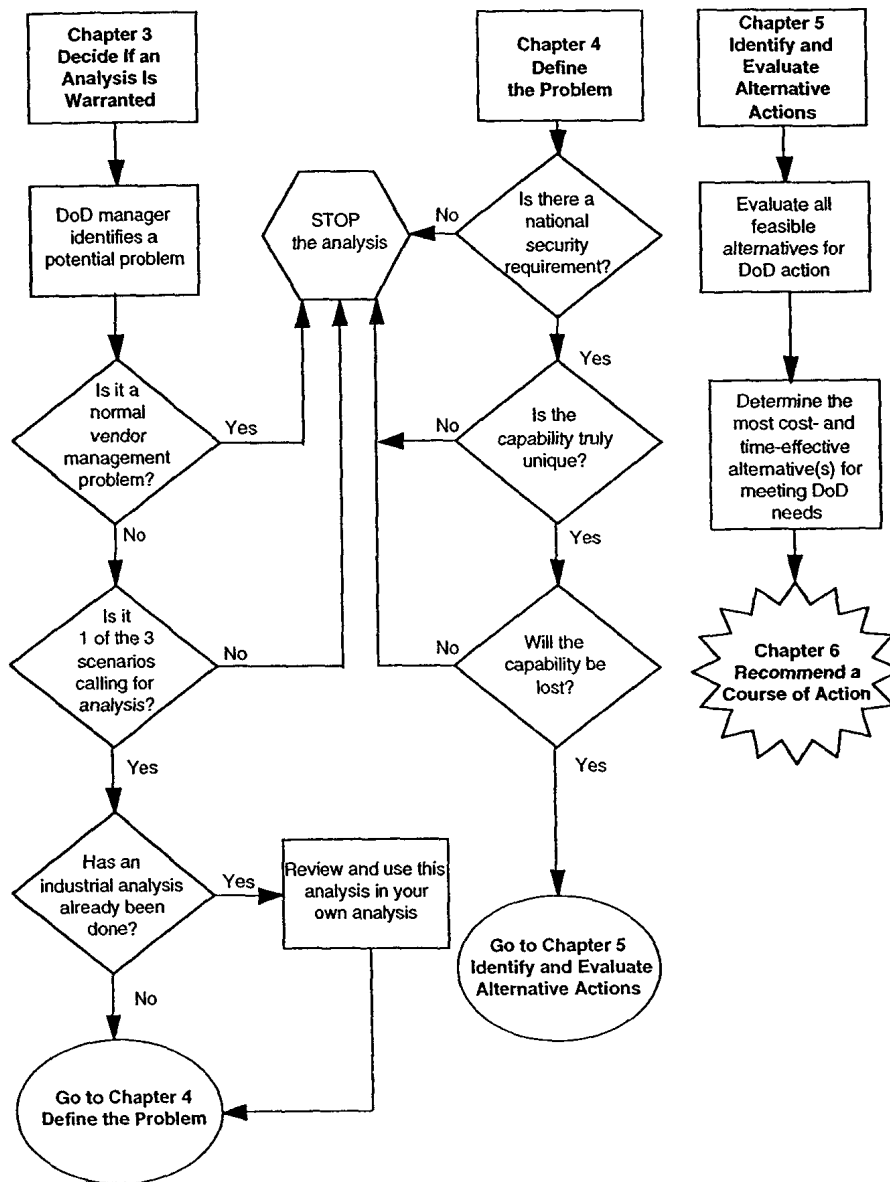 Chapter 3
Decide If an
Analysis Is
Warranted
DoD manager
identifies a
potential problem
Is it a
normal
vendor
management
problem?
Yes
No
Is it
1 of the 3
scenarios
calling for
analysis?
No
Yes
Has an
industrial analysis
already been
done?
Yes
Review and use this
analysis in your
own analysis
No
Go to Chapter 4
Define the Problem
STOP
the analysis
Chapter 4
Define
the Problem
Is there a
national
security
requirement?
No
Yes
Is the
capability truly
unique?
No
Yes
Will the
capability be
lost?
No
Yes
Go to Chapter 5
Identify and Evaluate
Alternative Actions
Chapter 5
Identify and
Evaluate
Alternative
Actions
Evaluate all
feasible
alternatives for
DoD action
Determine the
most cost- and
time-effective
alternative(s) for
meeting DoD
needs
Chapter 6
Recommend a
Course of Action